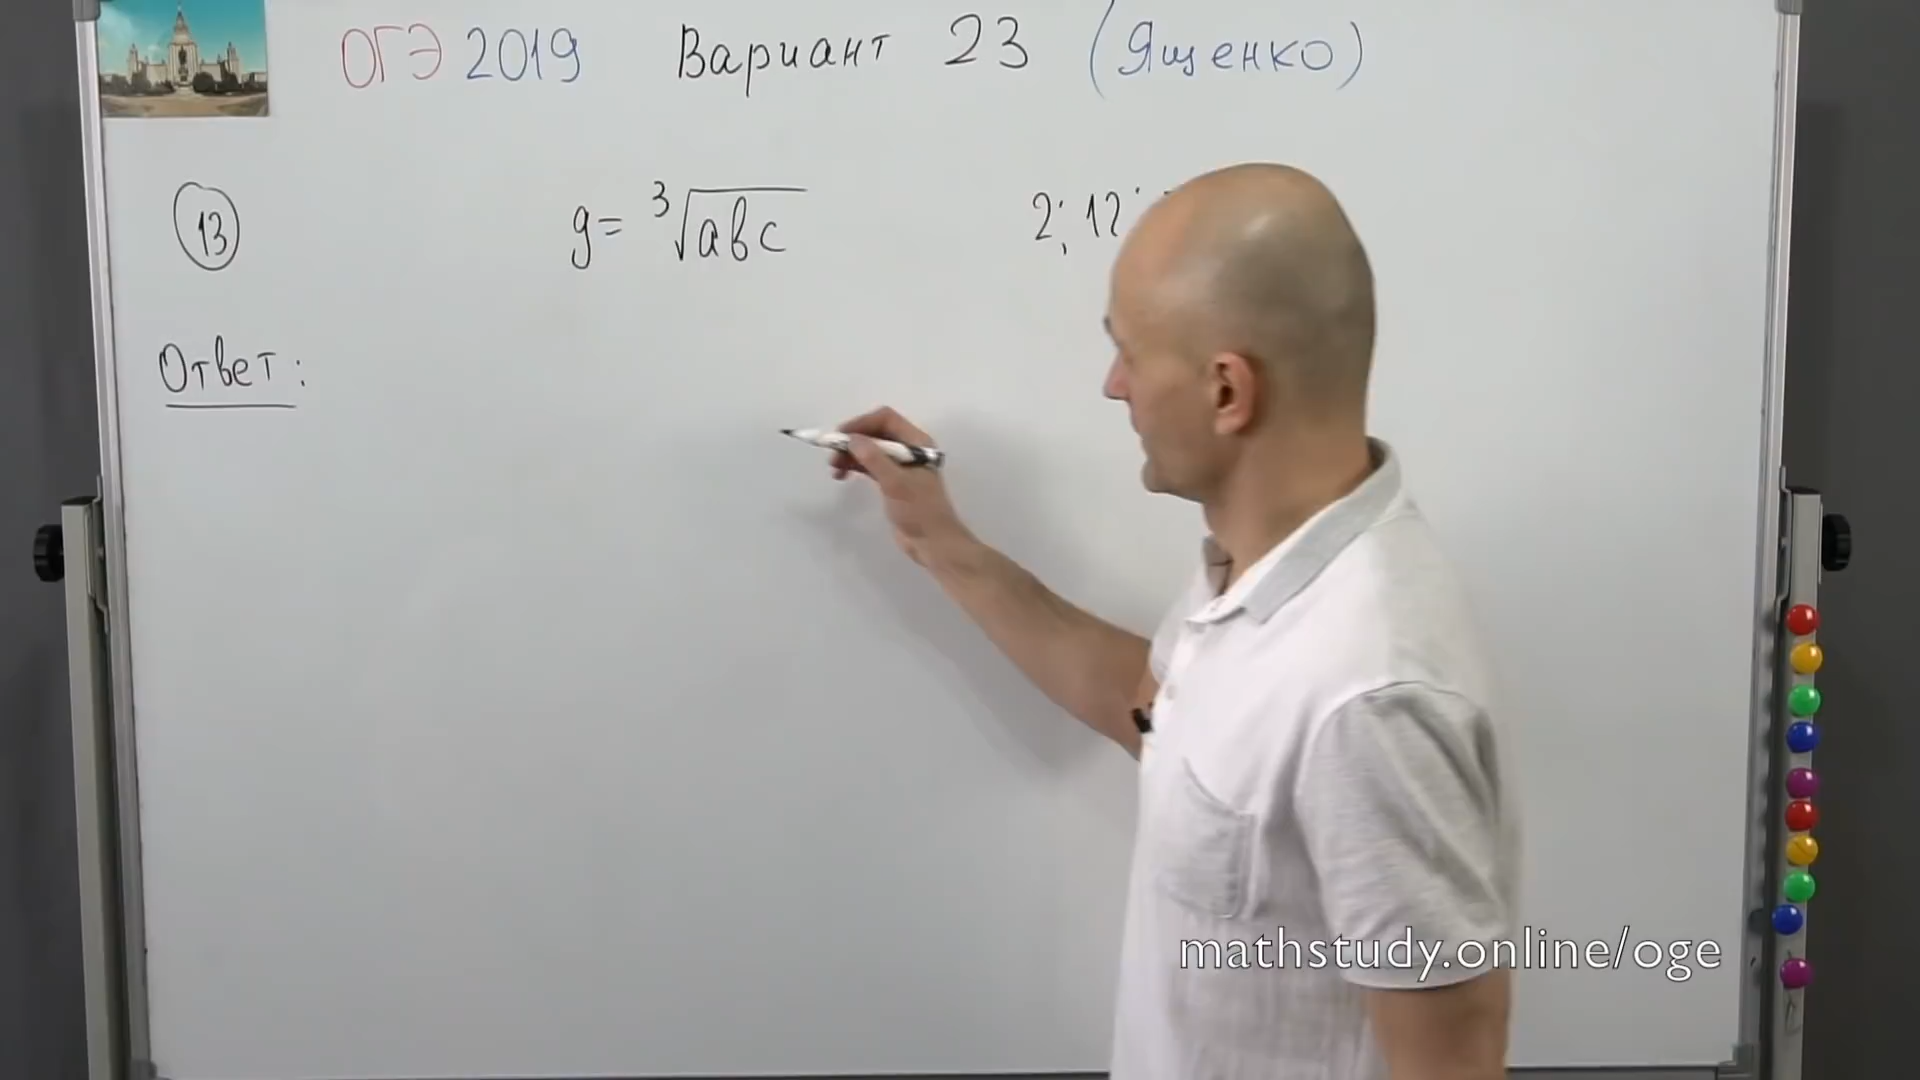 ОГЭ 2019 Вариант 23 (Ященко)
13 g = ³√abc 2; 12;
Ответ:
mathstudy.online/oge